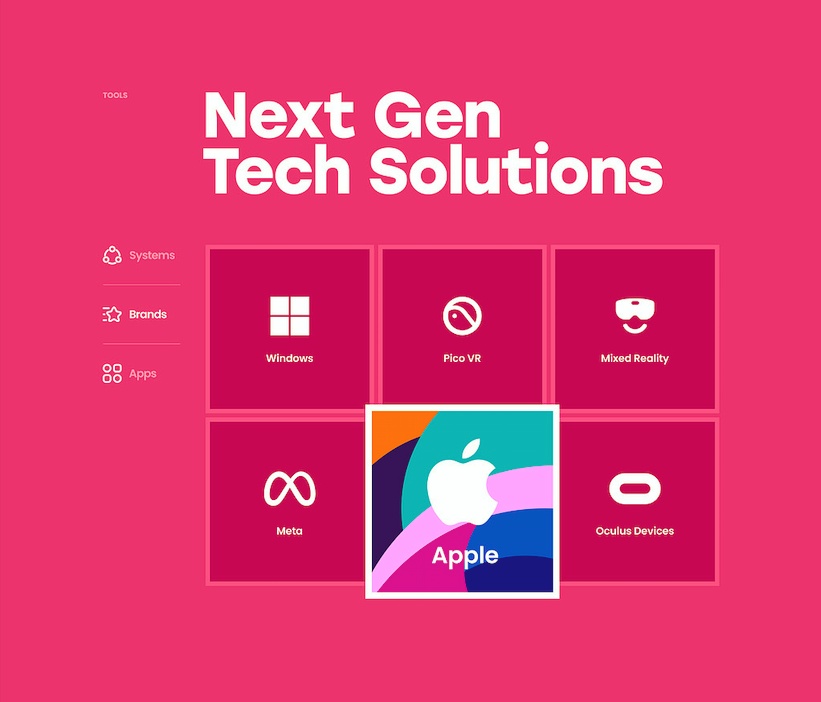 TOOLS
Next Gen
Tech Solutions
Systems
Brands
Apps
Windows
Pico VR
Mixed Reality
Meta
Apple
Oculus Devices